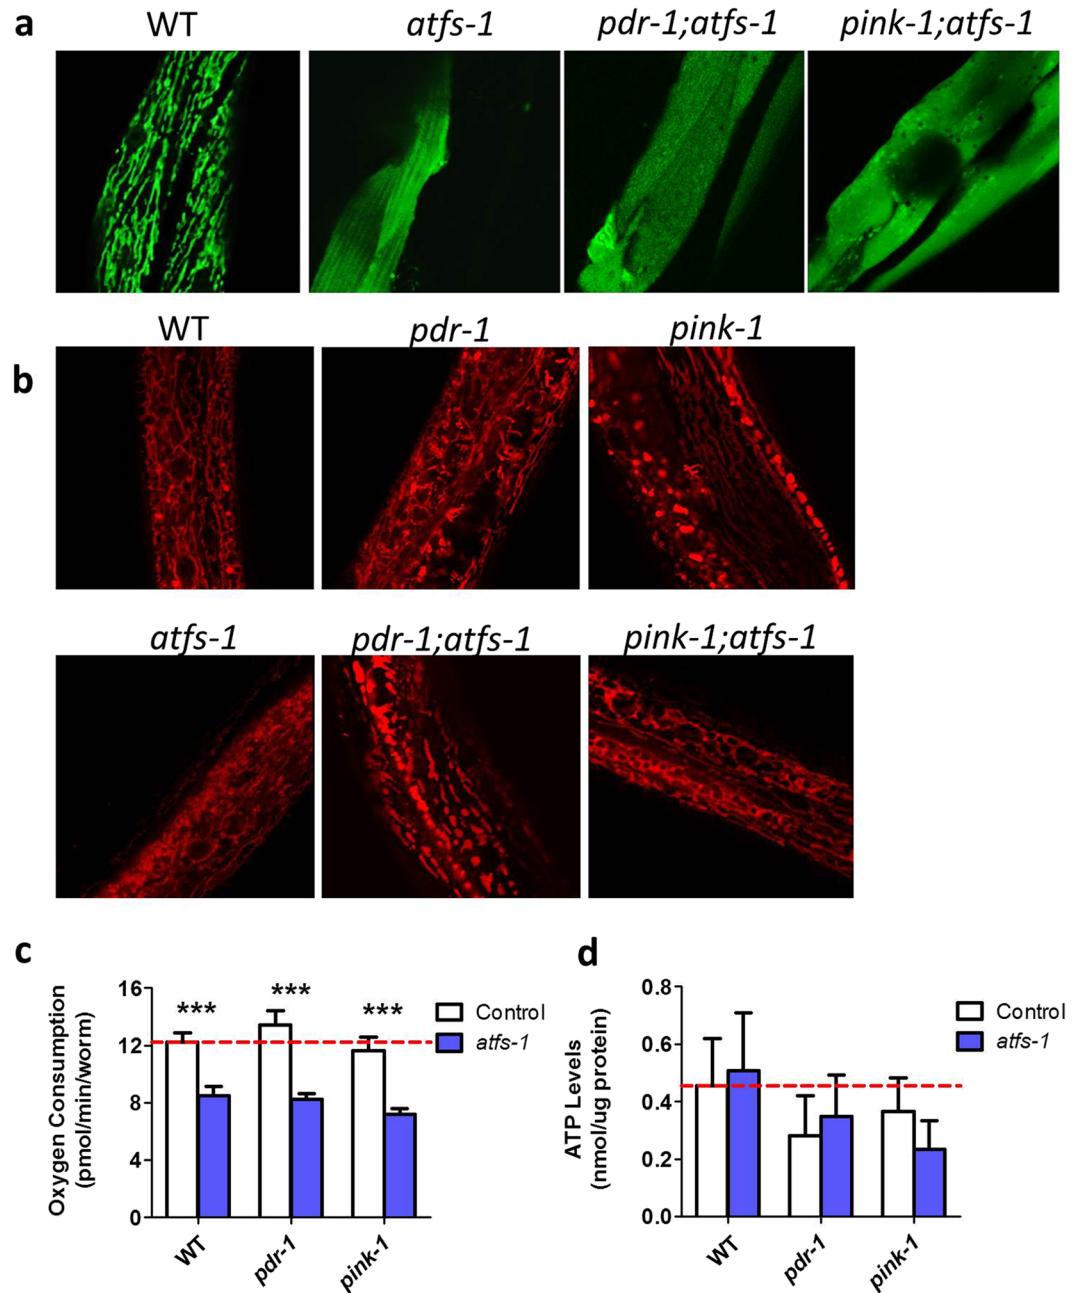 a
WT
atfs-1
pdr-1;atfs-1
pink-1;atfs-1
b
WT
pdr-1
pink-1
atfs-1
pdr-1;atfs-1
pink-1;atfs-1
c
Oxygen Consumption
(pmol/min/worm)
16
12
8
4
0
***
***
***
Control
atfs-1
WT
pdr-1
pink-1
d
ATP Levels
(nmol/ug protein)
0.8
0.6
0.4
0.2
0.0
Control
atfs-1
WT
pdr-1
pink-1